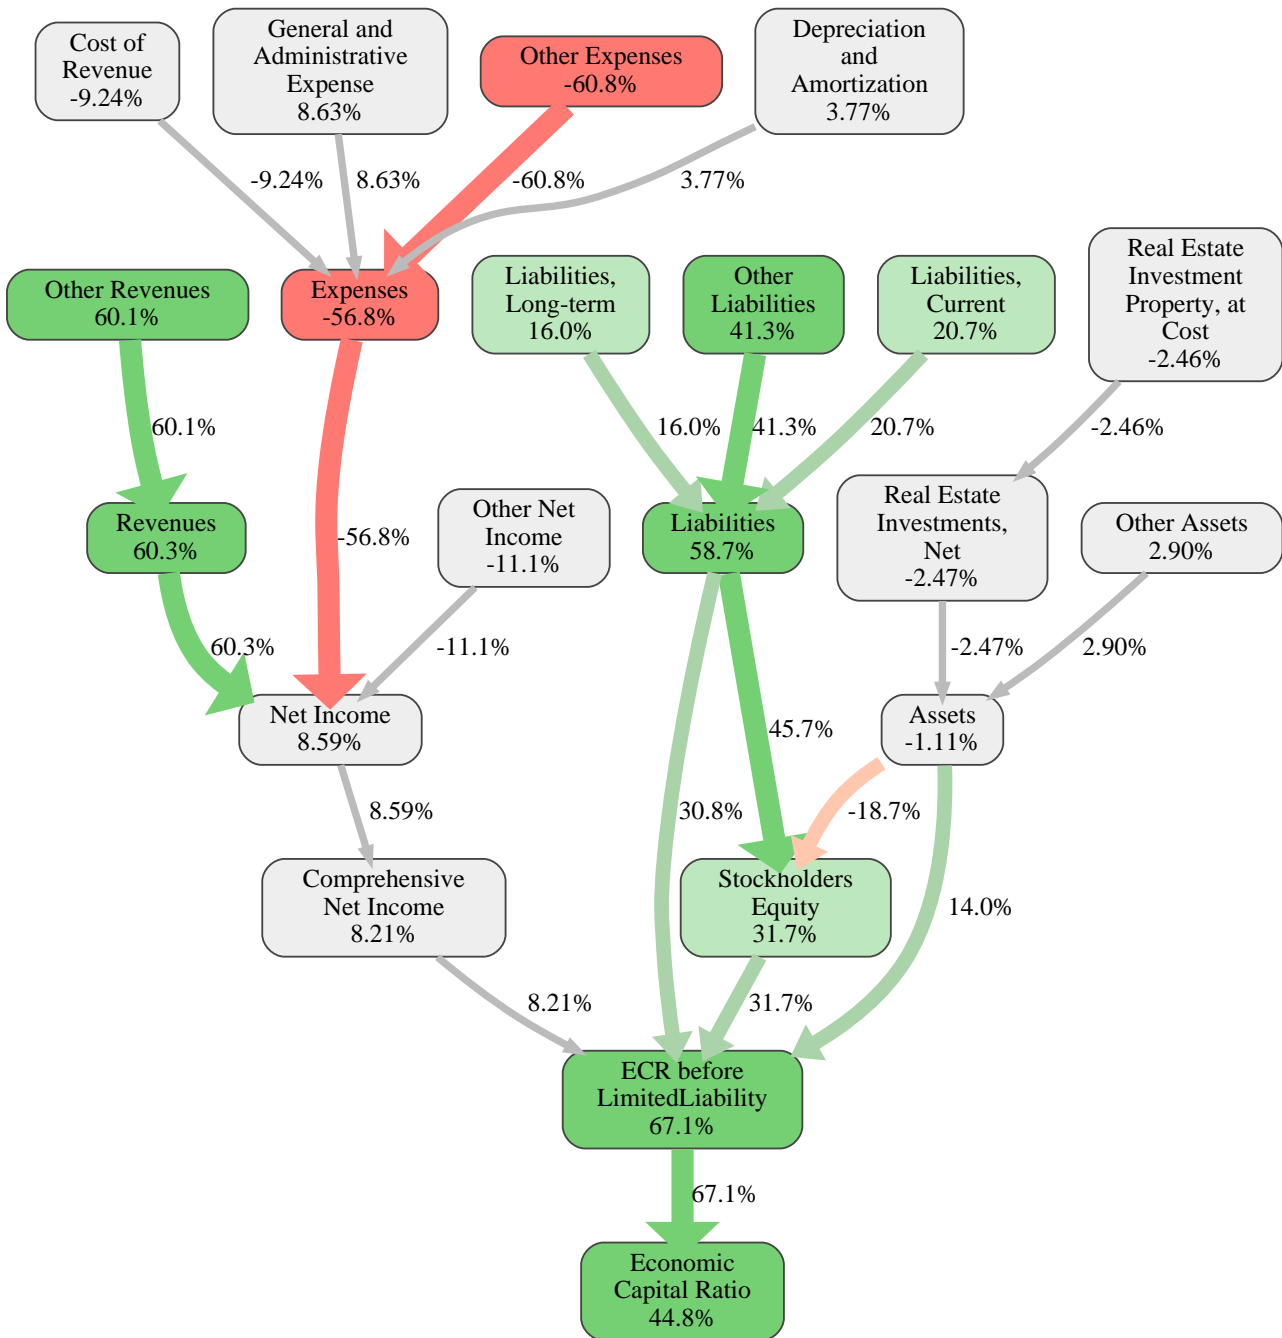 Cost of
Revenue
-9.24%
General and
Administrative
Expense
8.63%
Other Expenses
-60.8%
Depreciation
and
Amortization
3.77%
-9.24%
8.63%
-60.8%
3.77%
Other Revenues
60.1%
Expenses
-56.8%
Liabilities,
Long-term
16.0%
Other
Liabilities
41.3%
Liabilities,
Current
20.7%
Real Estate
Investment
Property, at
Cost
-2.46%
60.1%
16.0%
41.3%
20.7%
-2.46%
Revenues
60.3%
-56.8%
Other Net
Income
-11.1%
Liabilities
58.7%
Real Estate
Investments,
Net
-2.47%
Other Assets
2.90%
60.3%
-11.1%
-2.47%
2.90%
Net Income
8.59%
45.7%
Assets
-1.11%
8.59%
30.8%
-18.7%
Comprehensive
Net Income
8.21%
Stockholders
Equity
31.7%
14.0%
8.21%
31.7%
ECR before
LimitedLiability
67.1%
67.1%
Economic
Capital Ratio
44.8%